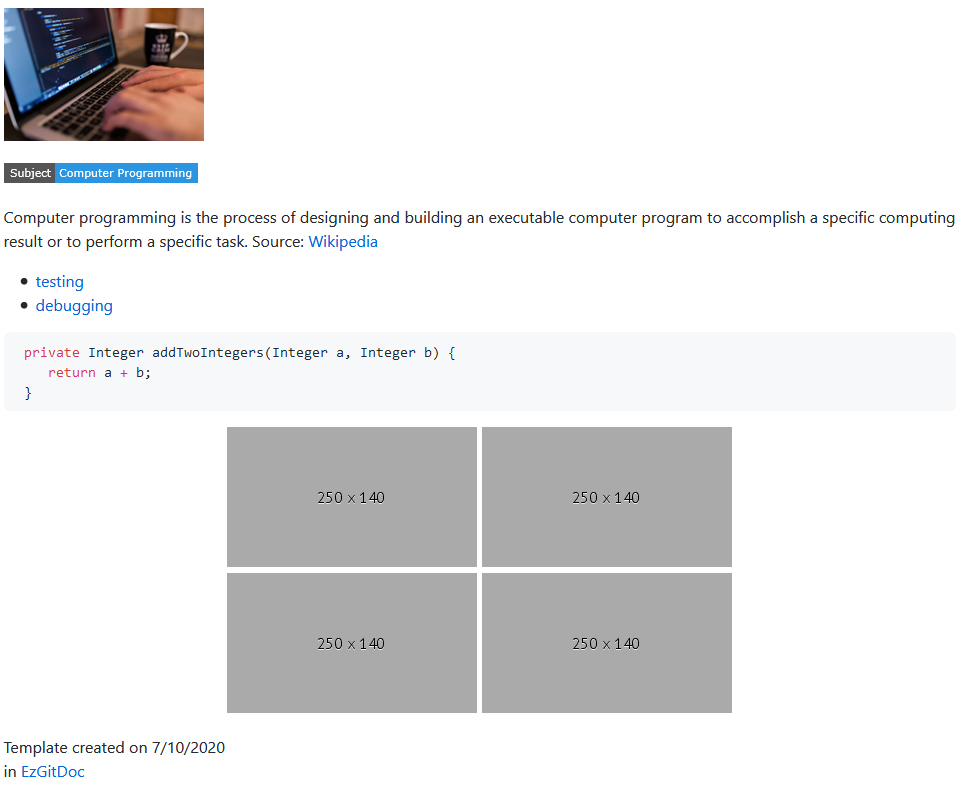 KEEP CALM
Subject Computer Programming
Computer programming is the process of designing and building an executable computer program to accomplish a specific computing
result or to perform a specific task. Source: Wikipedia
testing
debugging
private Integer addTwoIntegers(Integer a, Integer b) {
return a + b;
}
250 x 140
250 x 140
250 x 140
250 x 140
Template created on 7/10/2020
in EzGitDoc